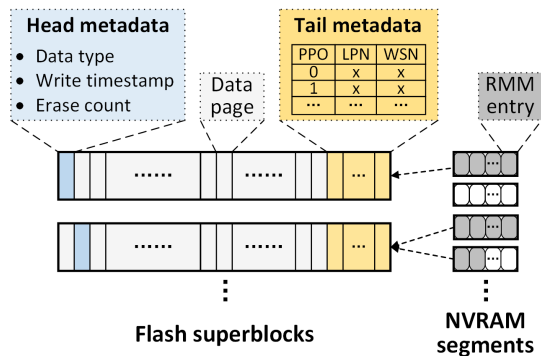 Head metadata
• Data type
• Write timestamp
• Erase count
Data
page
Tail metadata
PPO LPN WSN
0 x x
1 x x
... ... ...
RMM
entry
...... ...... ...
...
...
...... ...... ...
...
...
Flash superblocks
NVRAM
segments